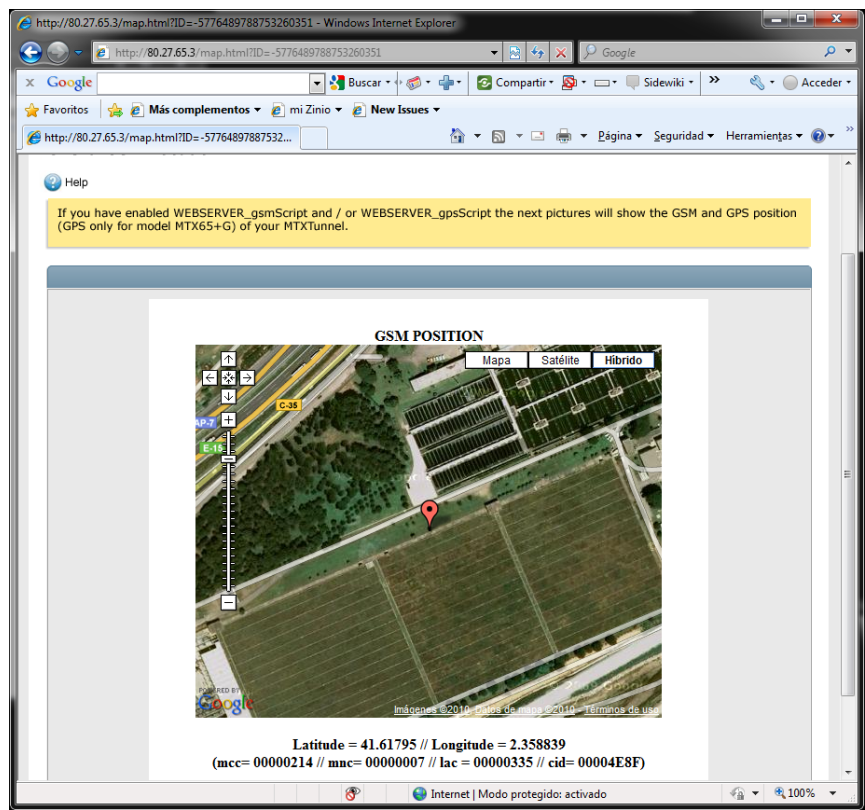 http://80.27.65.3/map.html?ID=-5776489788753260351 - Windows Internet Explorer
http://80.27.65.3/map.html?ID=-5776489788753260351
Google
x Google
Buscar
Compartir
Sidewiki
»
Acceder
Favoritos
Más complementos
mi Zinio
New Issues
http://80.27.65.3/map.html?ID=-57764897887532...
Página
Seguridad
Herramientas
»
Help
If you have enabled WEBSERVER_gsmScript and / or WEBSERVER_gpsScript the next pictures will show the GSM and GPS position
(GPS only for model MTX65+G) of your MTXTunnel.
GSM POSITION
Mapa
Satélite
Híbrido
C-35
AP-7
E-15
POWERED BY
Google
Imágenes ©2010, Datos de mapa ©2010 - Términos de uso
Latitude = 41.61795 // Longitude = 2.358839
(mcc= 00000214 // mnc= 00000007 // lac = 00000335 // cid= 00004E8F)
Internet | Modo protegido: activado
100%